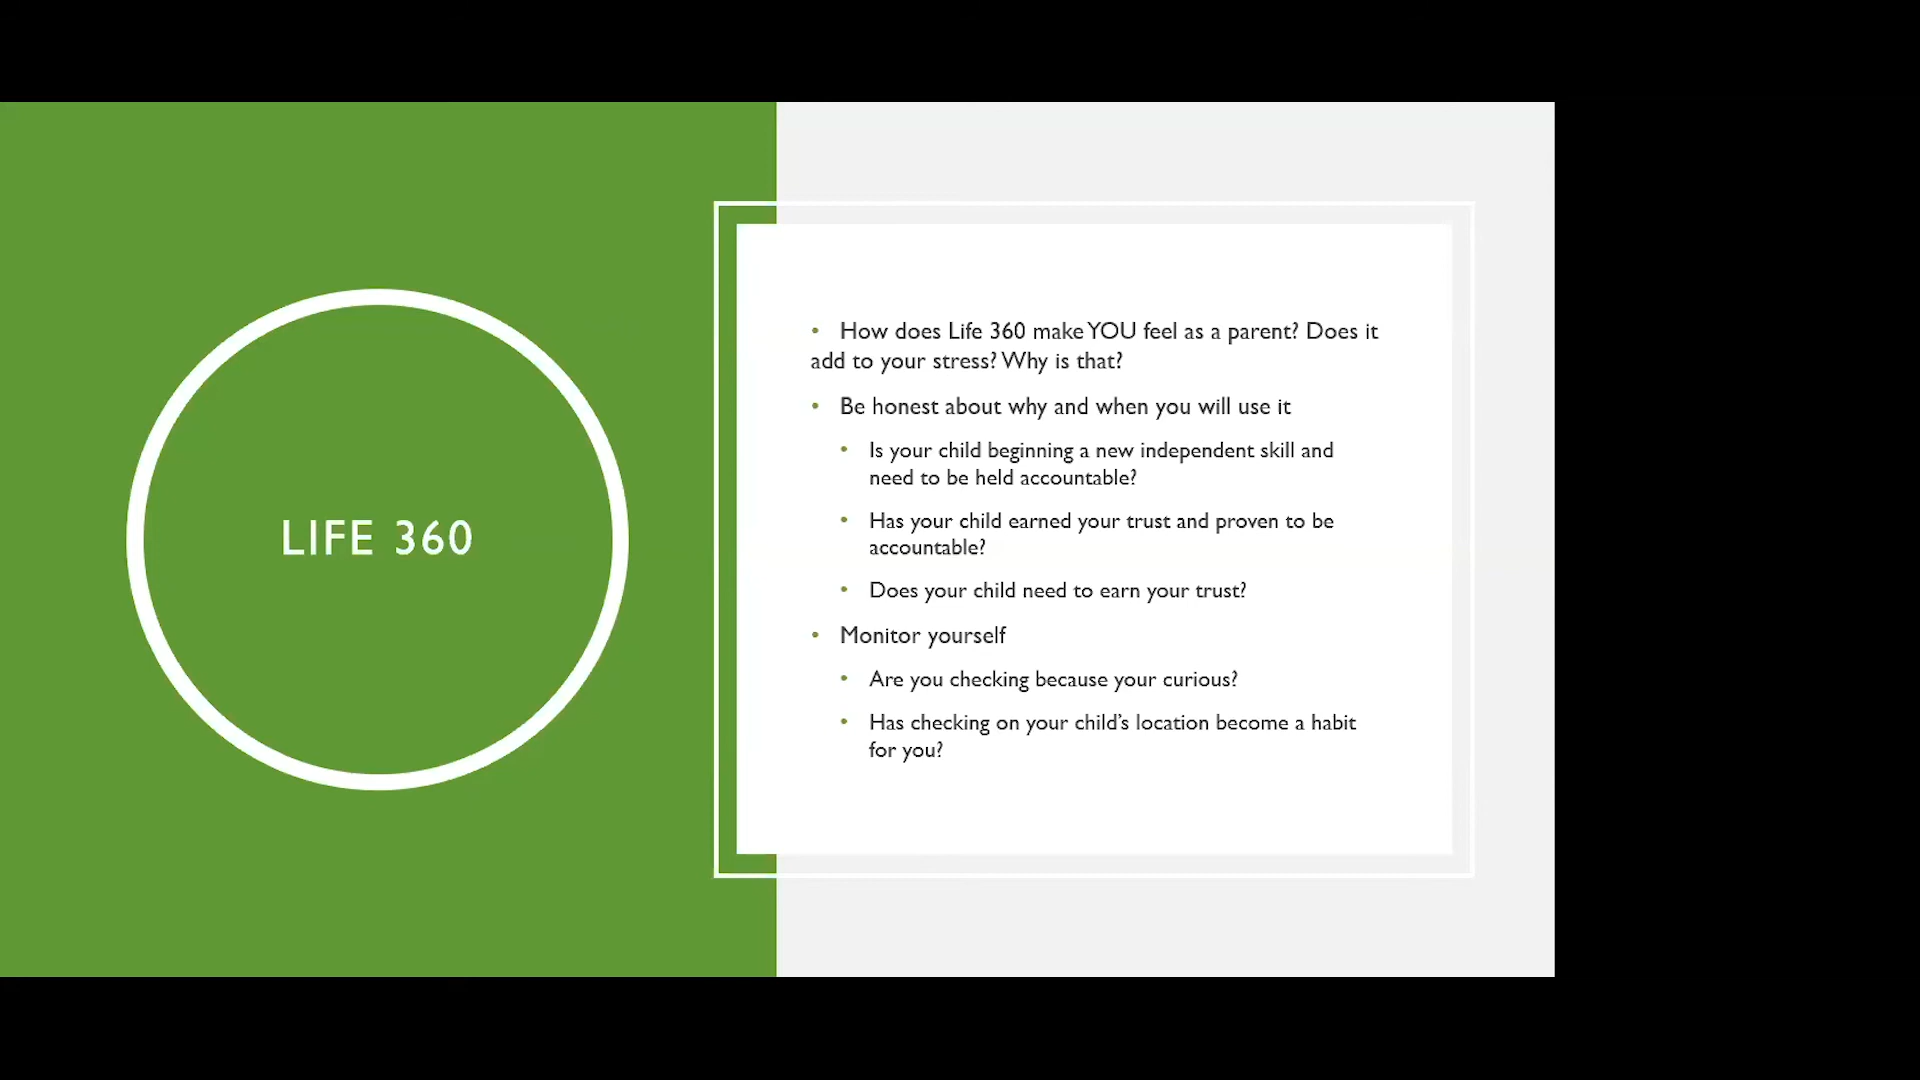 LIFE 360
• How does Life 360 make YOU feel as a parent? Does it
add to your stress? Why is that?
• Be honest about why and when you will use it
• Is your child beginning a new independent skill and
need to be held accountable?
• Has your child earned your trust and proven to be
accountable?
• Does your child need to earn your trust?
• Monitor yourself
• Are you checking because your curious?
• Has checking on your child’s location become a habit
for you?